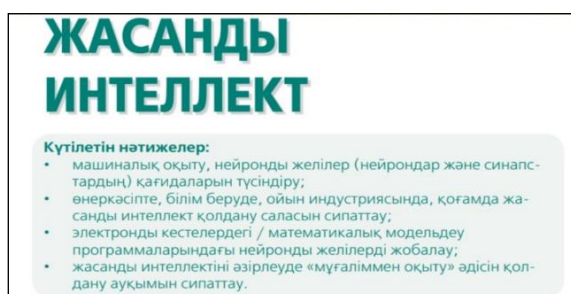 ЖАСАНДЫ
ИНТЕЛЛЕКТ
Күтілетін нәтижелер:
• машиналық оқыту, нейронды желілер (нейрондар және синапс-
тардың) қағидаларын түсіндіру;
• өнеркәсіпте, білім беруде, ойын индустриясында, қоғамда жа-
санды интеллект қолдану саласын сипаттау;
• электронды кестелердегі / математикалық модельдеу
программаларындағы нейронды желілерді жобалау;
• жасанды интеллектіні әзірлеуде «мұғаліммен оқыту» әдісін қол-
дану ауқымын сипаттау.